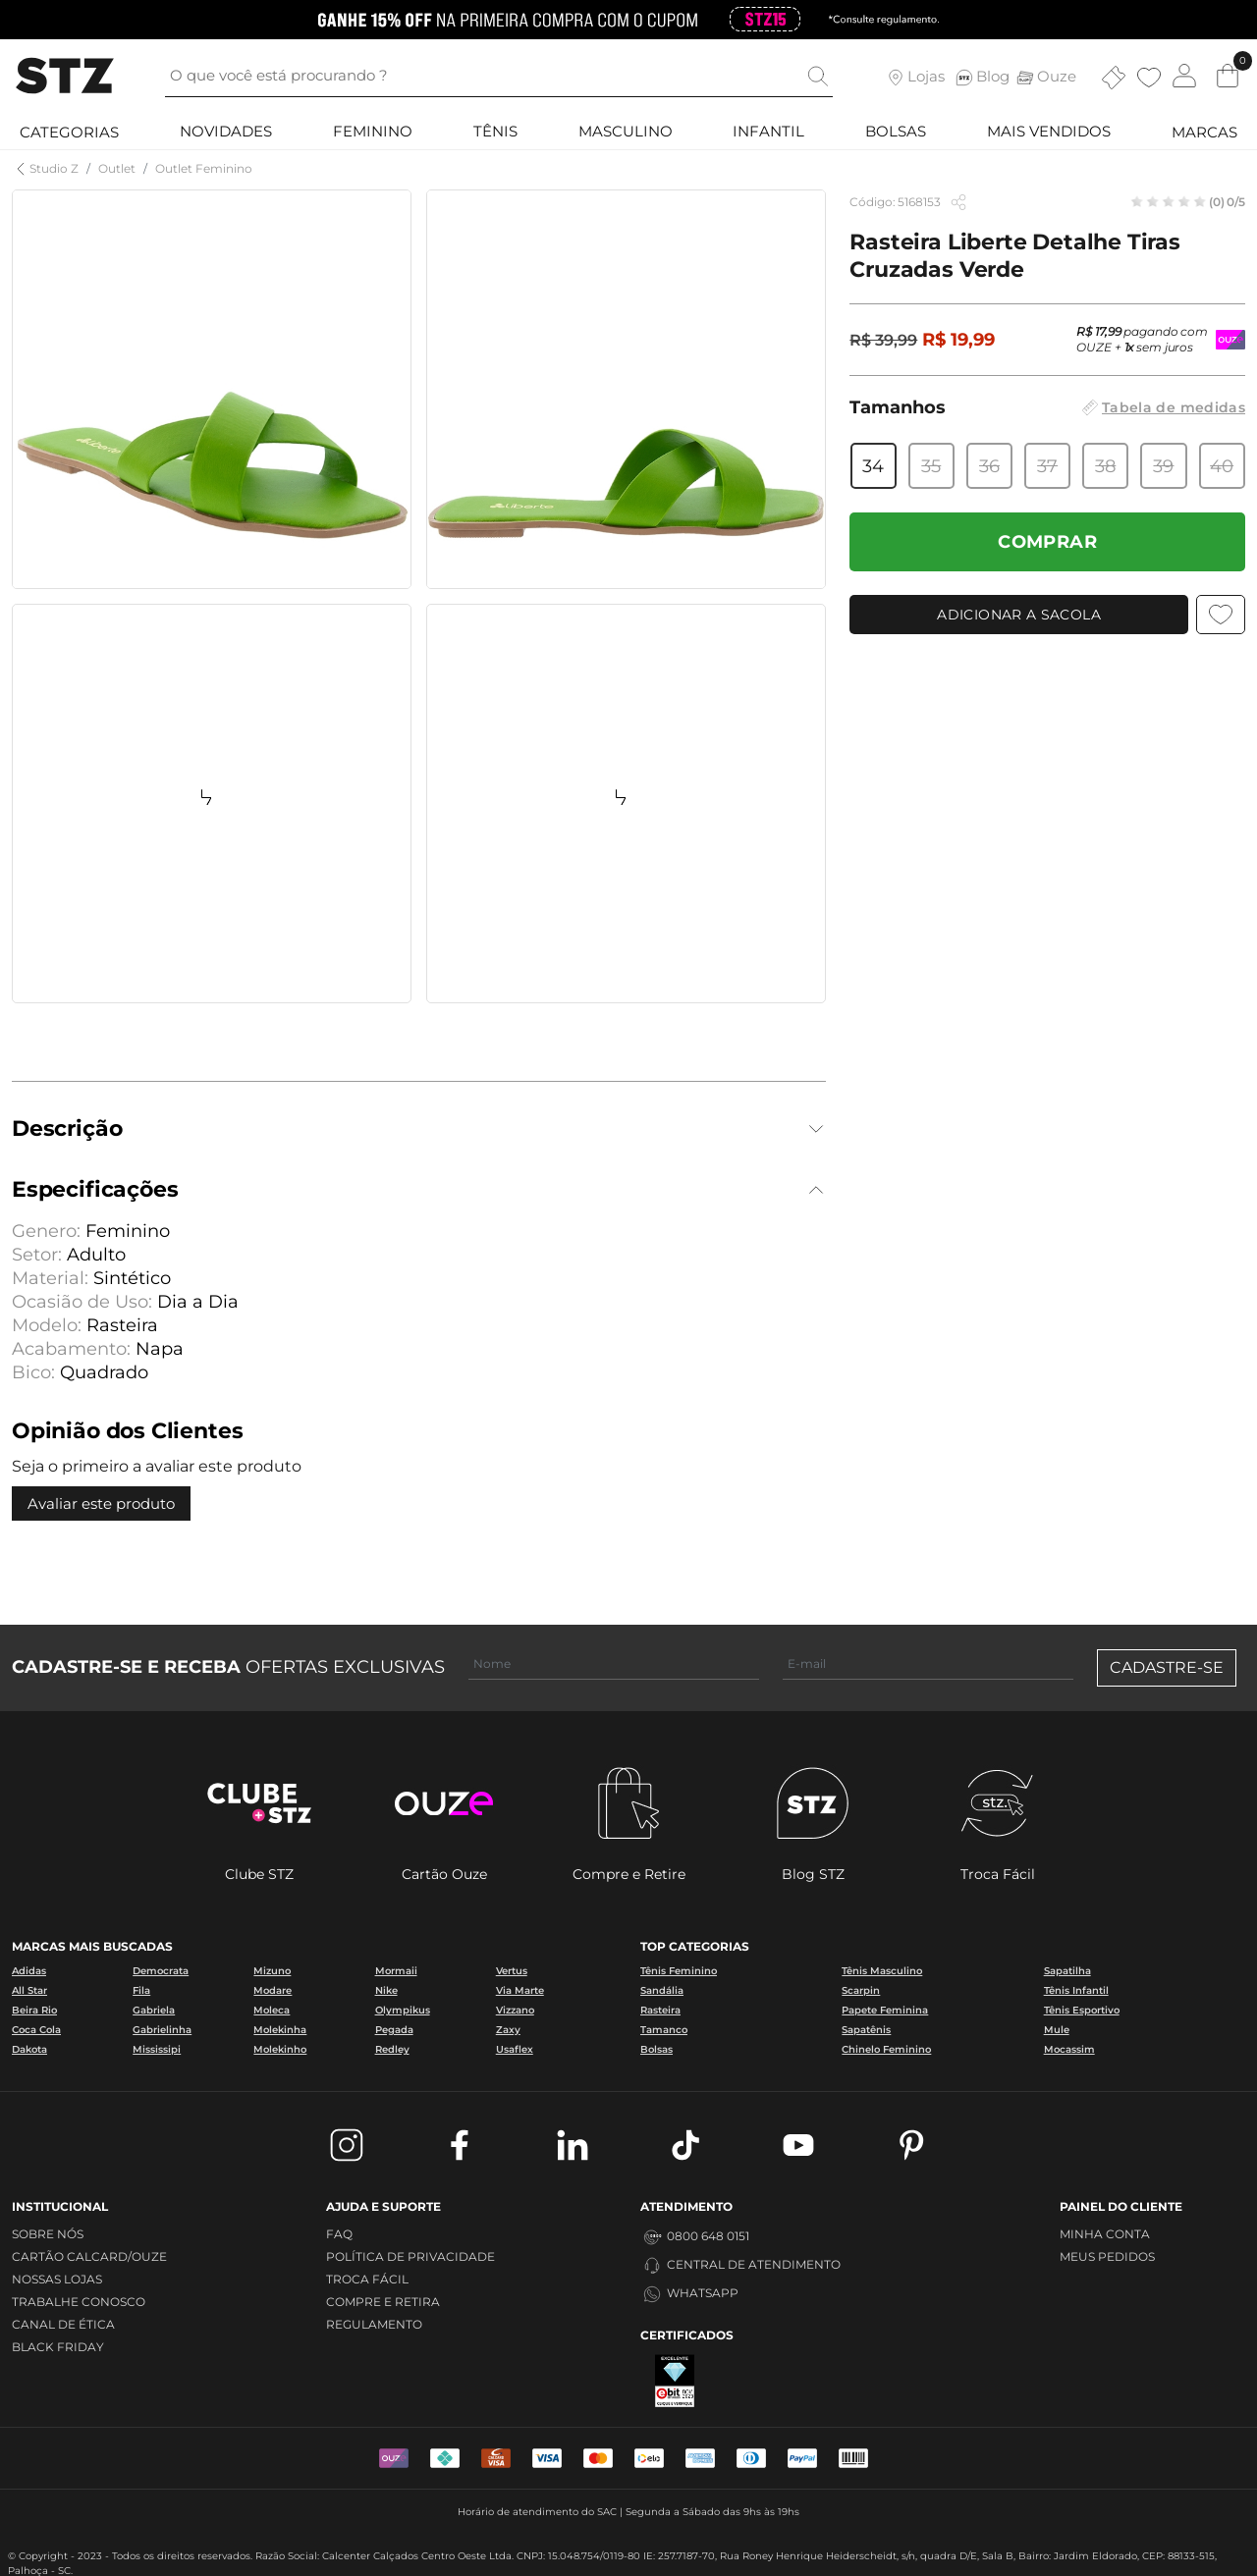 GANHE 15% OFF NA PRIMEIRA COMPRA COM O CUPOM STZ15 *Consulte regulamento.
STZ
O que você está procurando ?
Lojas Blog Ouze 0
CATEGORIAS NOVIDADES FEMININO TÊNIS MASCULINO INFANTIL BOLSAS MAIS VENDIDOS MARCAS
Studio Z / Outlet / Outlet Feminino
Código: 5168153 (0) 0/5
Rasteira Liberte Detalhe Tiras
Cruzadas Verde
R$ 39,99 R$ 19,99
R$ 17,99 pagando com
OUZE + 1x sem juros
Tamanhos
Tabela de medidas
34 35 36 37 38 39 40
COMPRAR
ADICIONAR A SACOLA
Liberte
Liberte
Descrição
Especificações
Genero: Feminino
Setor: Adulto
Material: Sintético
Ocasião de Uso: Dia a Dia
Modelo: Rasteira
Acabamento: Napa
Bico: Quadrado
Opinião dos Clientes
Seja o primeiro a avaliar este produto
Avaliar este produto
CADASTRE-SE E RECEBA OFERTAS EXCLUSIVAS Nome E-mail CADASTRE-SE
CLUBE
+STZ
ouze
STZ
stz.
Clube STZ Cartão Ouze Compre e Retire Blog STZ Troca Fácil
MARCAS MAIS BUSCADAS
Adidas Democrata Mizuno Mormaii Vertus
All Star Fila Modare Nike Via Marte
Beira Rio Gabriela Moleca Olympikus Vizzano
Coca Cola Gabrielinha Molekinha Pegada Zaxy
Dakota Mississipi Molekinho Redley Usaflex
TOP CATEGORIAS
Tênis Feminino Tênis Masculino Sapatilha
Sandália Scarpin Tênis Infantil
Rasteira Papete Feminina Tênis Esportivo
Tamanco Sapatênis Mule
Bolsas Chinelo Feminino Mocassim
INSTITUCIONAL
SOBRE NÓS
CARTÃO CALCARD/OUZE
NOSSAS LOJAS
TRABALHE CONOSCO
CANAL DE ÉTICA
BLACK FRIDAY
AJUDA E SUPORTE
FAQ
POLÍTICA DE PRIVACIDADE
TROCA FÁCIL
COMPRE E RETIRA
REGULAMENTO
ATENDIMENTO
0800 648 0151
CENTRAL DE ATENDIMENTO
WHATSAPP
CERTIFICADOS
EXCELENTE
ebit
PAINEL DO CLIENTE
MINHA CONTA
MEUS PEDIDOS
VISA VISA elo PayPal
Horário de atendimento do SAC | Segunda a Sábado das 9hs às 19hs
© Copyright - 2023 - Todos os direitos reservados. Razão Social: Calcenter Calçados Centro Oeste Ltda. CNPJ: 15.048.754/0119-80 IE: 257.7187-70, Rua Roney Henrique Heiderscheidt, s/n, quadra D/E, Sala B, Bairro: Jardim Eldorado, CEP: 88133-515,
Palhoça - SC.